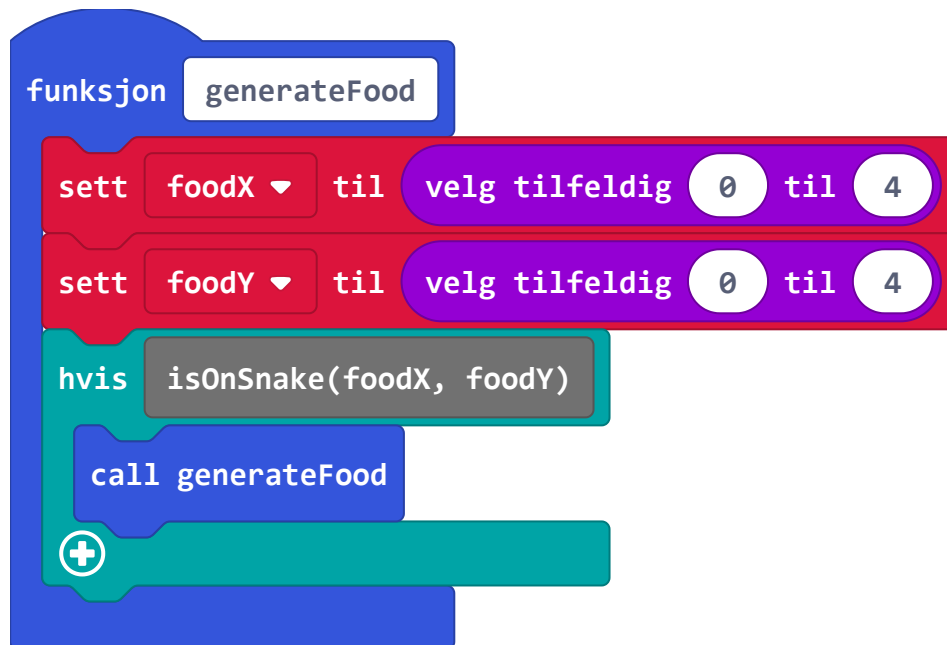 funksjon generateFood
sett foodX til velg tilfeldig 0 til 4
sett foodY til velg tilfeldig 0 til 4
hvis isOnSnake(foodX, foodY)
call generateFood